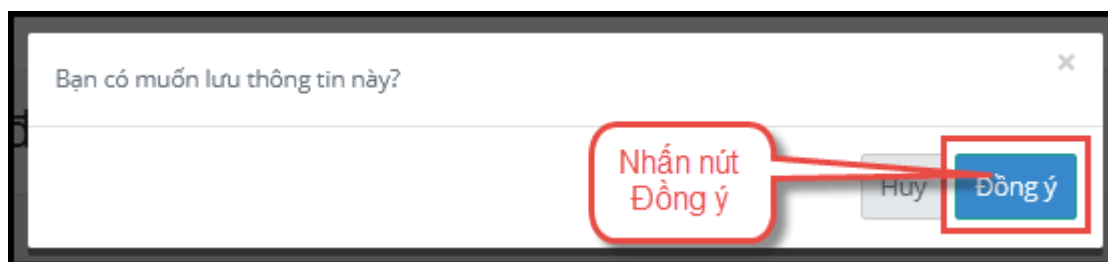 Bạn có muốn lưu thông tin này?
×
Nhấn nút
Đồng ý
Hủy
Đồng ý